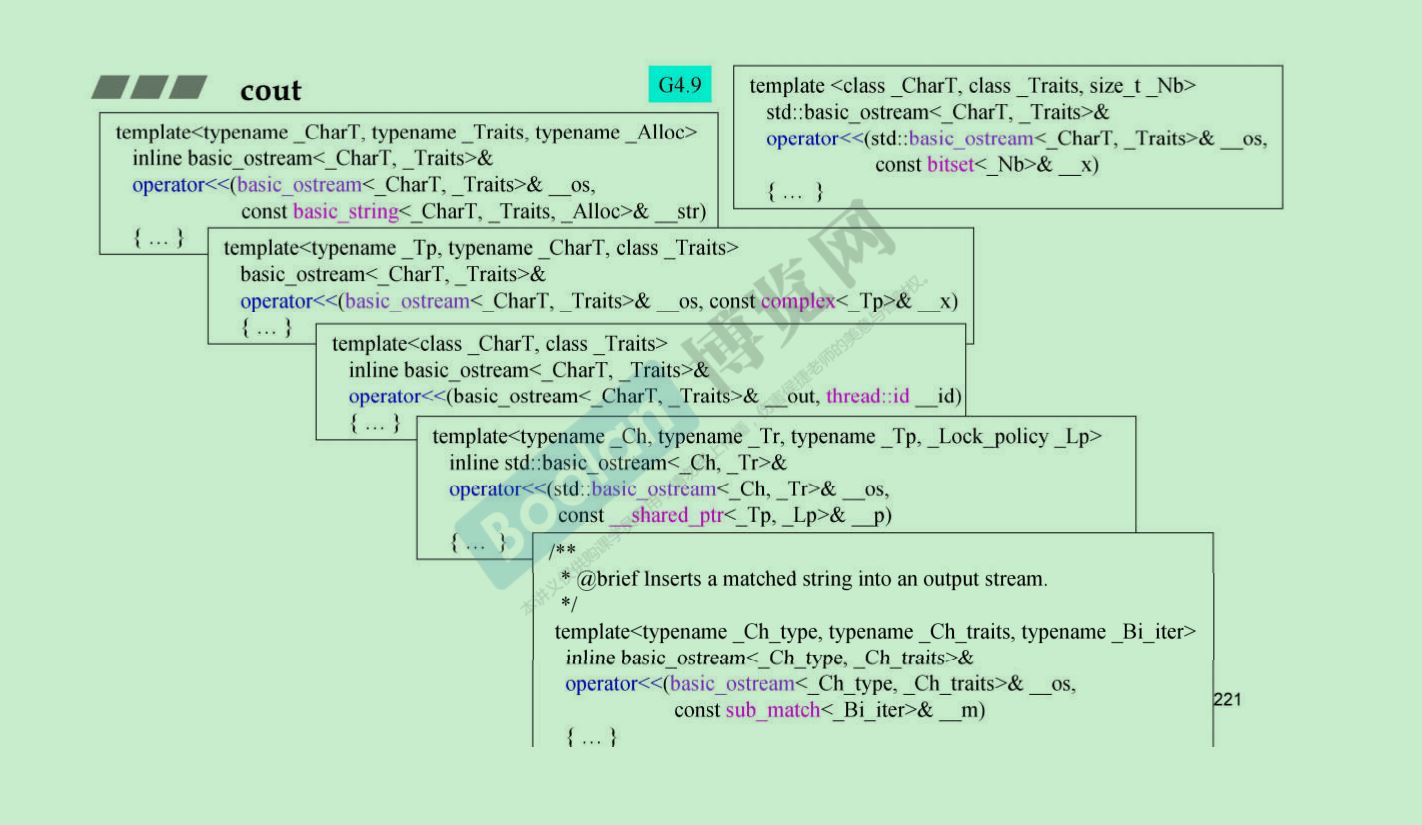 cout
G4.9
template<typename _CharT, typename _Traits, typename _Alloc>
inline basic_ostream<_CharT, _Traits>&
operator<<(basic_ostream<_CharT, _Traits>& __os,
const basic_string<_CharT, _Traits, _Alloc>& __str)
{ ... }
template <class _CharT, class _Traits, size_t _Nb>
std::basic_ostream<_CharT, _Traits>&
operator<<(std::basic_ostream<_CharT, _Traits>& __os,
const bitset<_Nb>& __x)
{ ... }
template<typename _Tp, typename _CharT, class _Traits>
basic_ostream<_CharT, _Traits>&
operator<<(basic_ostream<_CharT, _Traits>& __os, const complex<_Tp>& __x)
{ ... }
template<class _CharT, class _Traits>
inline basic_ostream<_CharT, _Traits>&
operator<<(basic_ostream<_CharT, _Traits>& __out, thread::id __id)
{ ... }
template<typename _Ch, typename _Tr, typename _Tp, _Lock_policy _Lp>
inline std::basic_ostream<_Ch, _Tr>&
operator<<(std::basic_ostream<_Ch, _Tr>& __os,
const __shared_ptr<_Tp, _Lp>& __p)
{ ... }
/**
* @brief Inserts a matched string into an output stream.
*/
template<typename _Ch_type, typename _Ch_traits, typename _Bi_iter>
inline basic_ostream<_Ch_type, _Ch_traits>&
operator<<(basic_ostream<_Ch_type, _Ch_traits>& __os,
const sub_match<_Bi_iter>& __m)
{ ... }
221
Boolan
博览网